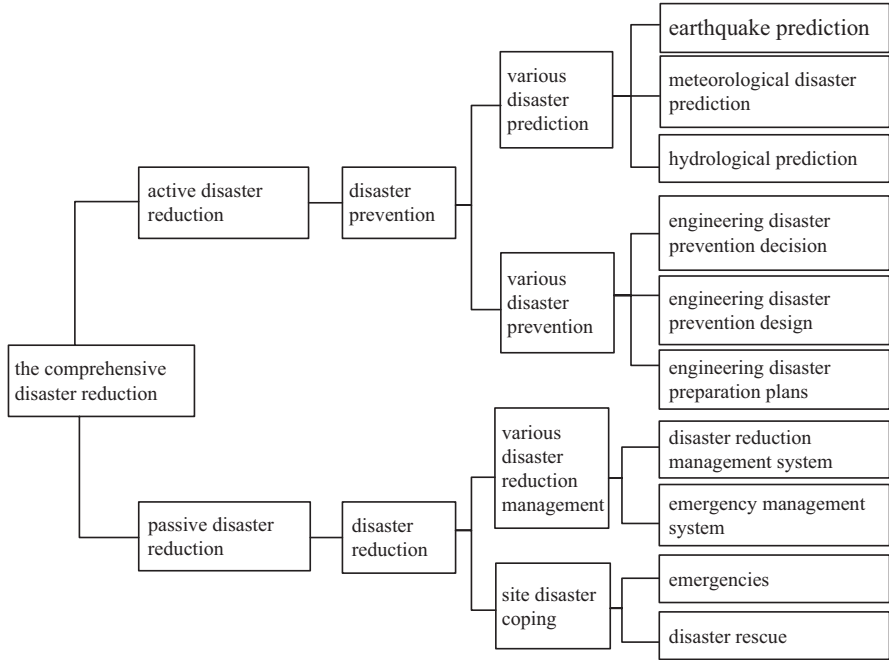 earthquake prediction
various
disaster
prediction
meteorological disaster
prediction
hydrological prediction
active disaster
reduction
disaster
prevention
engineering disaster
prevention decision
various
disaster
prevention
engineering disaster
prevention design
the comprehensive
disaster reduction
engineering disaster
preparation plans
various
disaster
reduction
management
disaster reduction
management system
emergency management
system
passive disaster
reduction
disaster
reduction
site disaster
coping
emergencies
disaster rescue